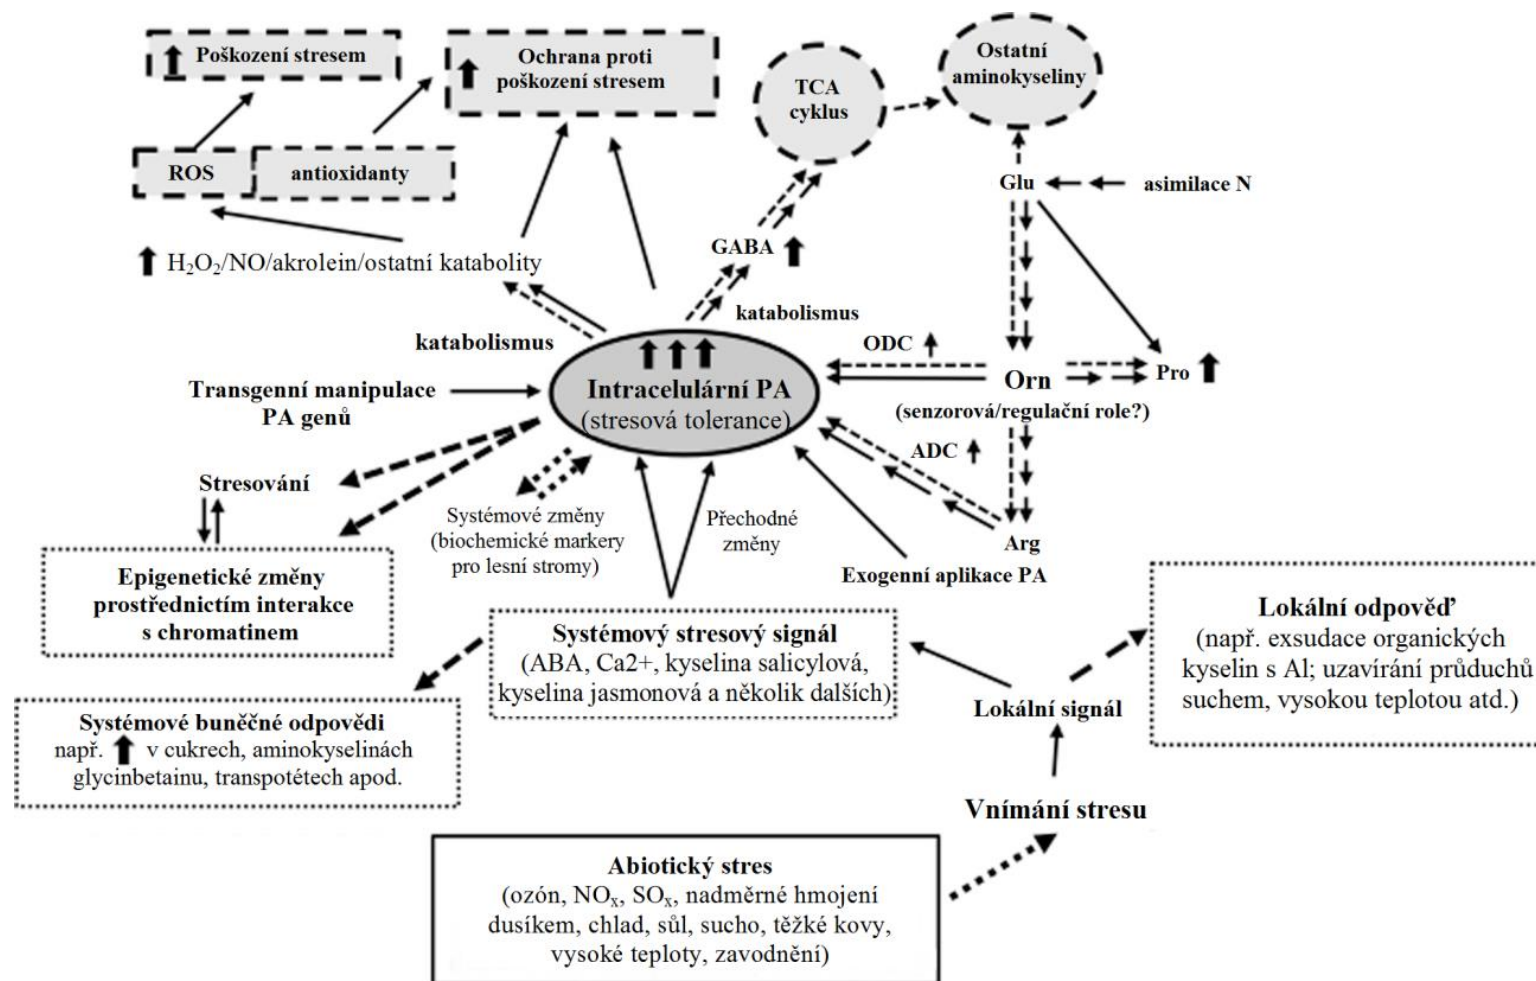 Poškození stresem
Ochrana proti
poškození stresem
TCA
cyklus
Ostatní
aminokyseliny
ROS
antioxidanty
Glu
asimilace N
GABA
H₂O₂/NO/akrolein/ostatní katabolity
katabolismus
katabolismus
ODC
Transgenní manipulace
PA genů
Intracelulární PA
(stresová tolerance)
Orn
(senzorová/regulační role?)
Pro
ADC
Stresování
Systémové změny
(biochemické markery
pro lesní stromy)
Přechodné
změny
Arg
Exogenní aplikace PA
Epigenetické změny
prostřednictím interakce
s chromatinem
Systémový stresový signál
(ABA, Ca2+, kyselina salicylová,
kyselina jasmonová a několik dalších)
Lokální odpověď
(např. exsudace organických
kyselin s Al; uzavírání průduchů
suchem, vysokou teplotou atd.)
Lokální signál
Systémové buněčné odpovědi
např. v cukrech, aminokyselinách
glycinbetainu, transpotétech apod.
Vnímání stresu
Abiotický stres
(ozón, NOₓ, SOₓ, nadměrné hmojení
dusíkem, chlad, sůl, sucho, těžké kovy,
vysoké teploty, zavodnění)